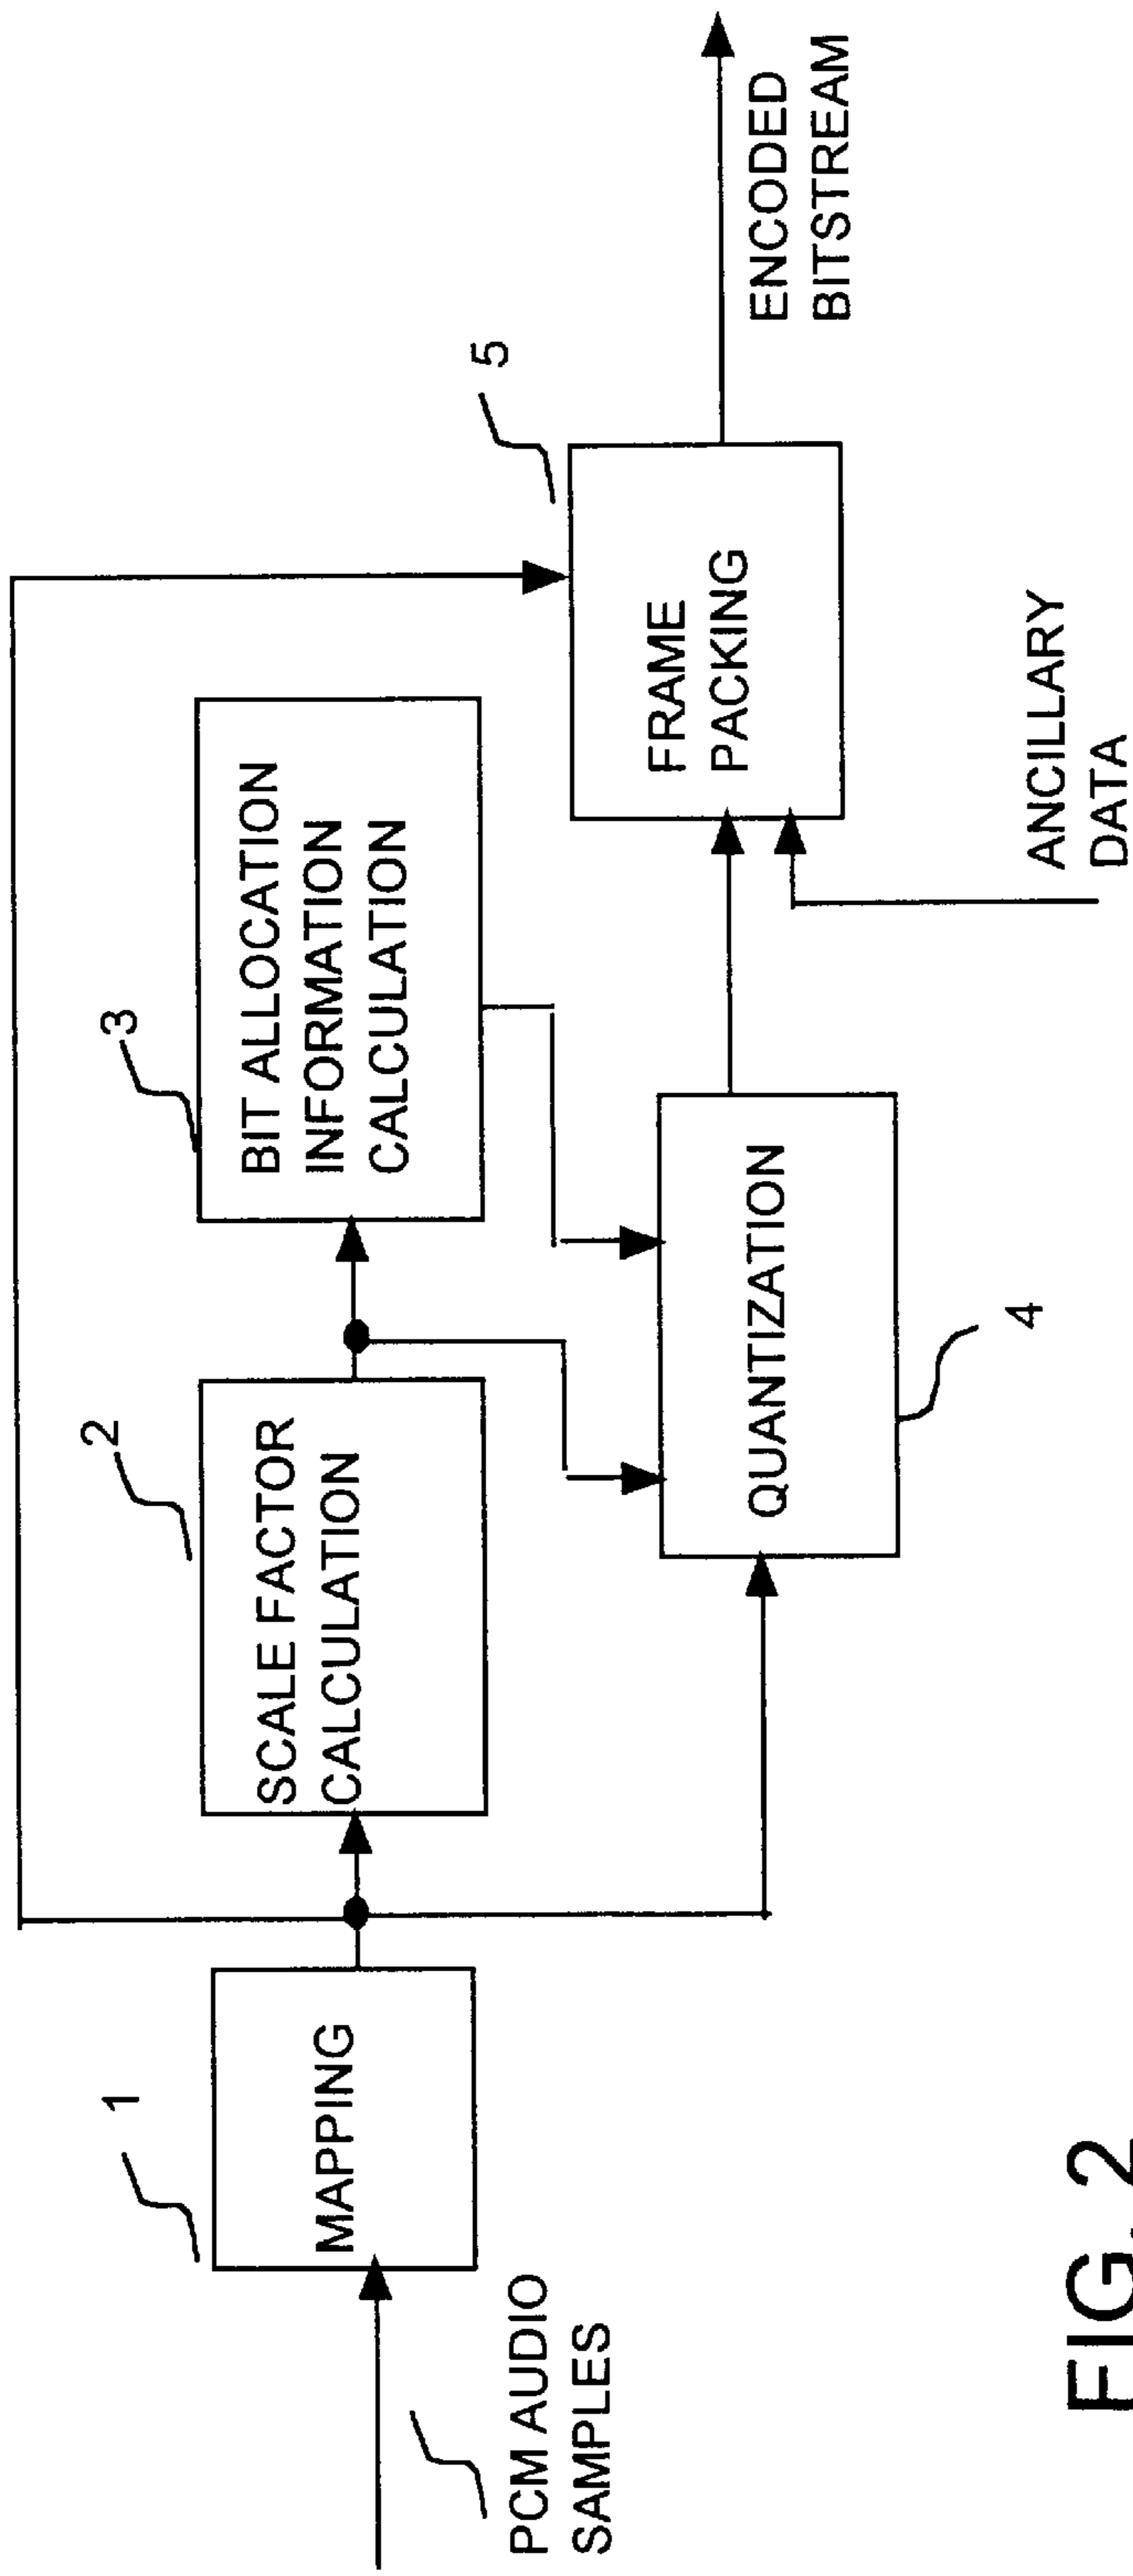 1
MAPPING
PCM AUDIO
SAMPLES
2
SCALE FACTOR
CALCULATION
3
BIT ALLOCATION
INFORMATION
CALCULATION
QUANTIZATION
4
5
FRAME
PACKING
ANCILLARY
DATA
ENCODED
BITSTREAM
FIG. 2